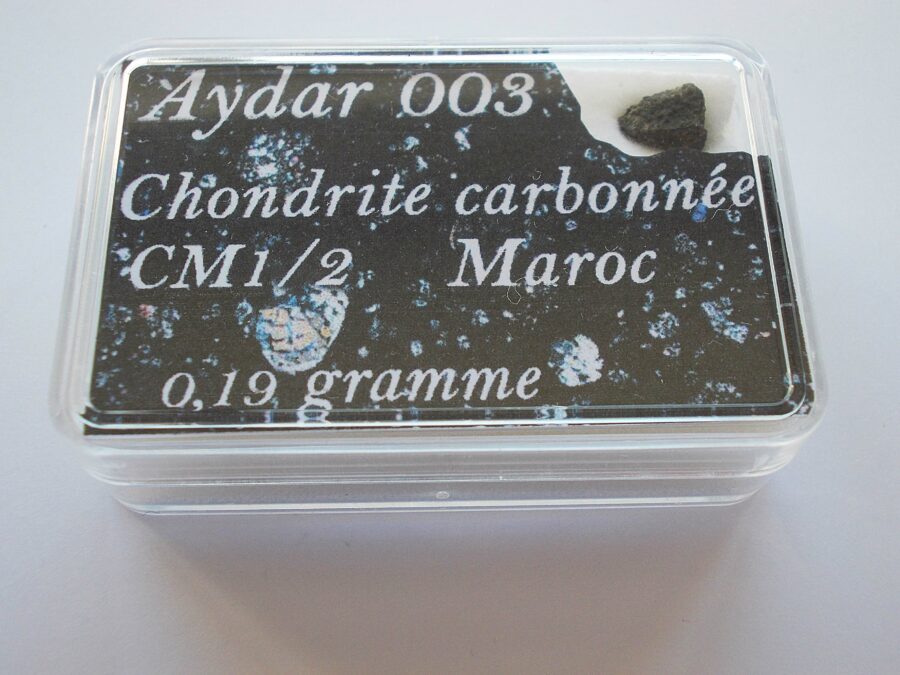 Aydar 003
Chondrite carbonnée
CM1/2 Maroc
0,19 gramme